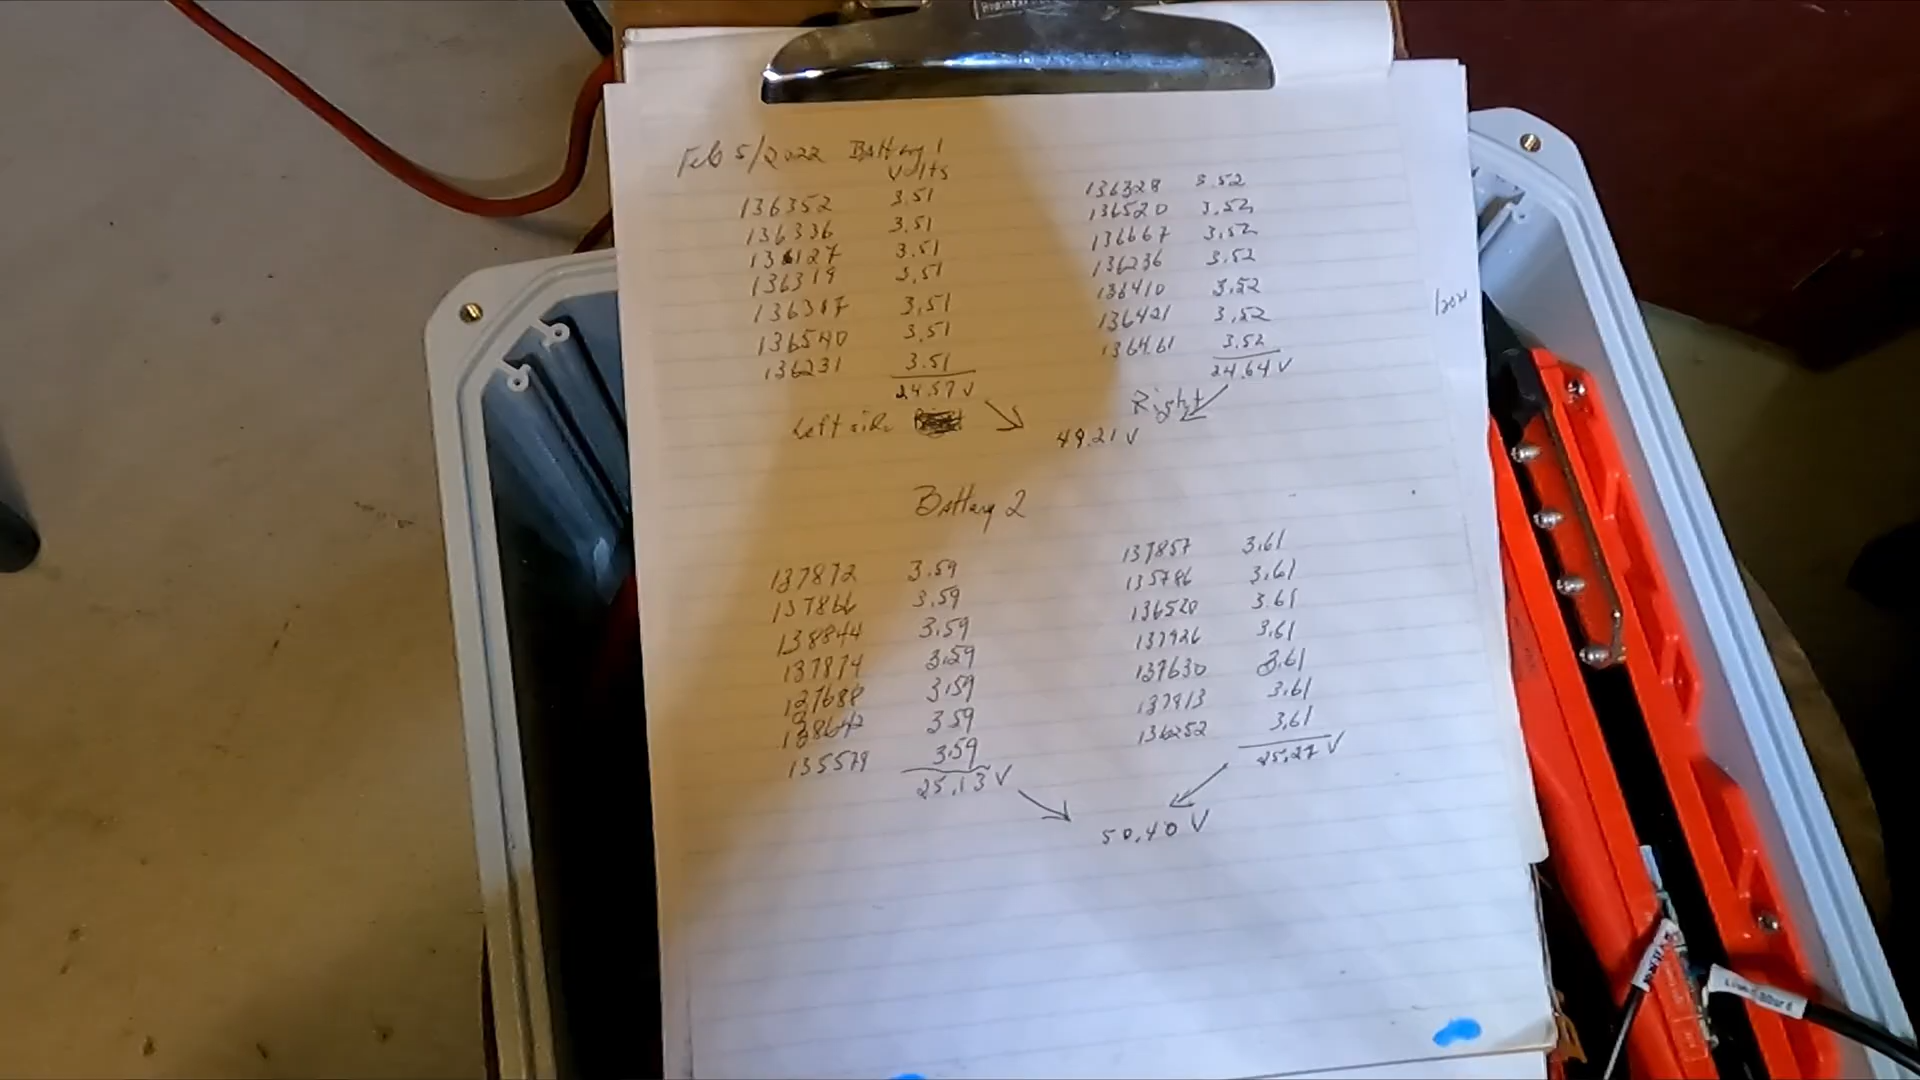 Feb 5/2022 Battery 1
Volts
136352 3.51
136336 3.51
136127 3.51
136319 3.51
136317 3.51
136540 3.51
136231 3.51
24.57 V
Left side
136328 3.52
136520 3.52
136667 3.52
136236 3.52
136410 3.52
136421 3.52
136461 3.52
24.64 V
Right
49.21 V
Battery 2
137872 3.59
137866 3.59
138844 3.59
137874 3.59
137688 3.59
138647 3.59
135579 3.59
25.13 V
137857 3.61
135786 3.61
136520 3.61
137926 3.61
137630 3.61
137913 3.61
136252 3.61
25.27 V
50.40 V
/2021